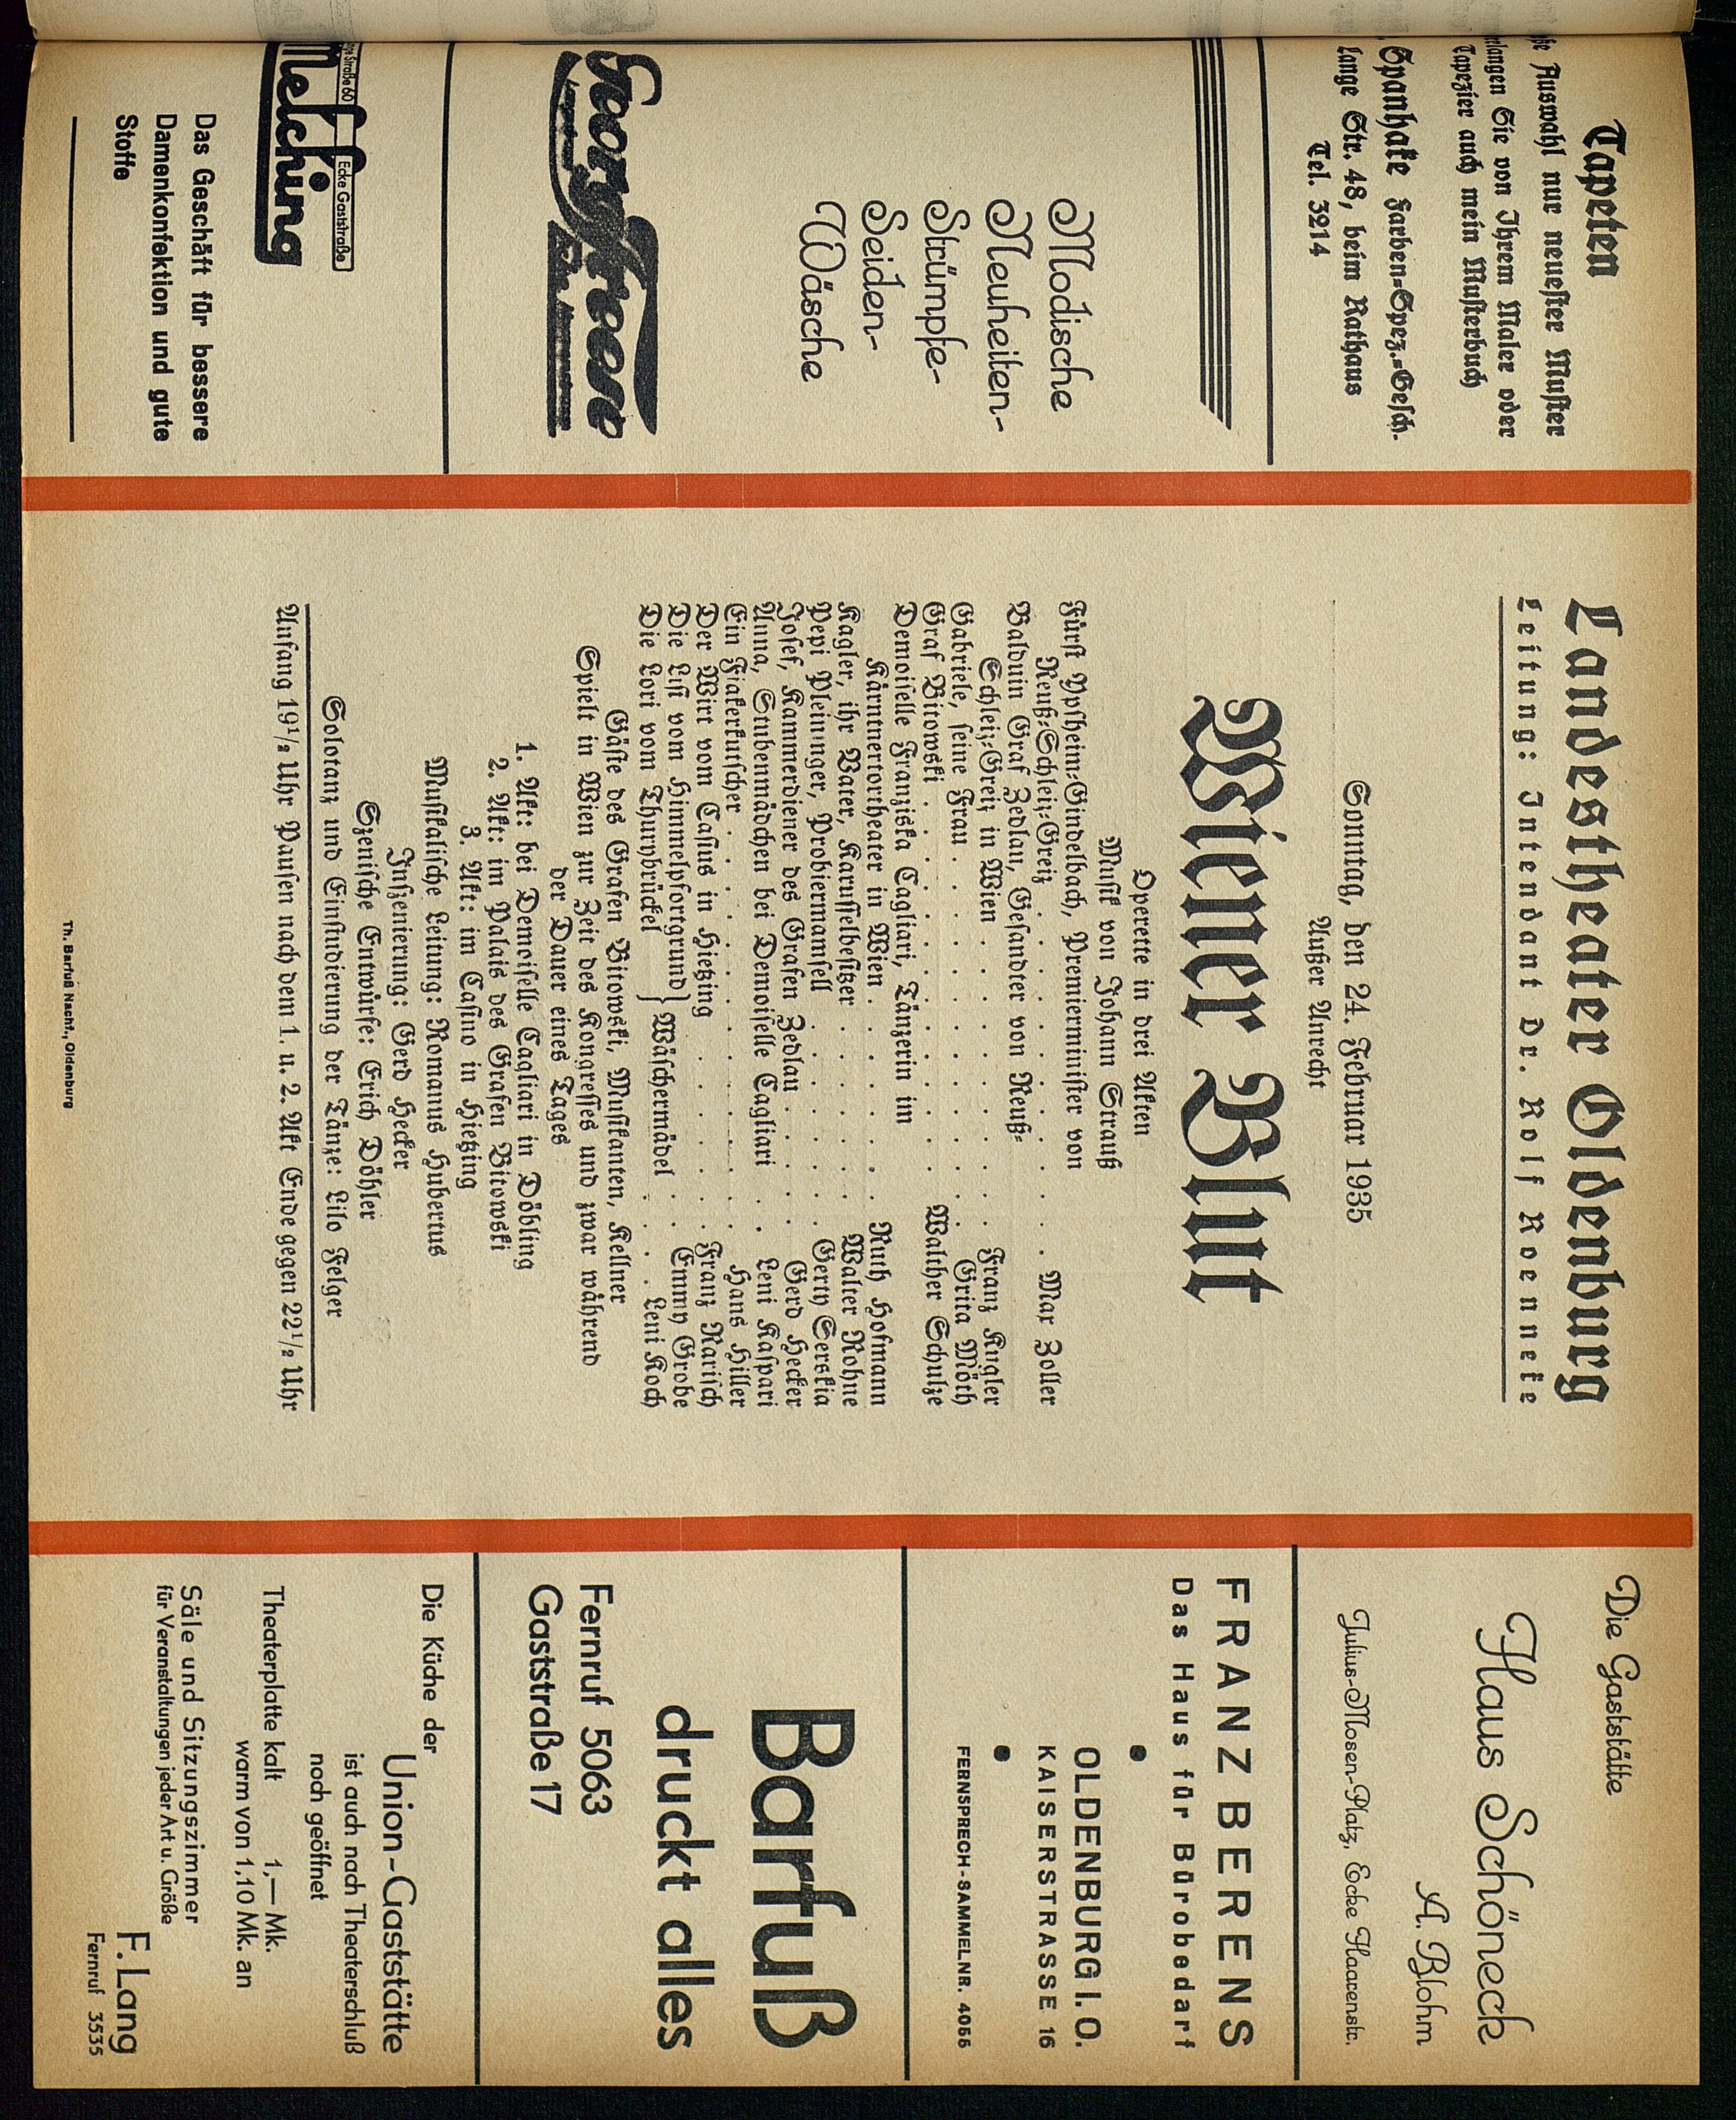 Tapeten
Auswahl nur neuester Muster
Sie von Ihrem Maler oder
Tapezier auch mein Musterbuch
Spanhake Farben-Spez.-Gesch.
Lange Str. 48, beim Rathaus
Tel. 3214
Modische
Neuheiten-
Strümpfe-
Seiden-
Wäsche
Georg Freese
Straße 60
Ecke Gaststraße
Melching
Das Geschäft für bessere
Damenkonfektion und gute
Stoffe
Landestheater Oldenburg
Leitung: Intendant Dr. Rolf Roenneke
Sonntag, den 24. Februar 1935
Außer Anrecht
Wiener Blut
Operette in drei Akten
Musik von Johann Strauß
Fürst Ypsheim-Gindelbach, Premierminister von
Reuß-Schleiz-Greiz . . . . . . . . . . Max Zoller
Balduin Graf Zedlau, Gesandter von Reuß-
Schleiz-Greiz in Wien . . . . . . . . Franz Kugler
Gabriele, seine Frau . . . . . . . . . . Grita Möth
Graf Bitowski . . . . . . . . . . . Walther Schulze
Demoiselle Franziska Cagliari, Tänzerin im
Kärntnertortheater in Wien . . . . . . Ruth Hofmann
Kagler, ihr Vater, Karusselbesitzer . . . . . Walter Rohne
Pepi Pleininger, Probiermamsell . . . . . . Gerty Serskia
Josef, Kammerdiener des Grafen Zedlau . . . . Gerd Hecker
Anna, Stubenmädchen bei Demoiselle Cagliari . . Leni Kaspari
Ein Fiakerkutscher . . . . . . . . . . Hans Hiller
Der Wirt vom Casino in Hietzing . . . . . . Franz Rarisch
Die Lisi vom Himmelpfortgrund } Wäschermädel . . Emmy Grobe
Die Lori vom Thurybrückel . . . Leni Koch
Gäste des Grafen Bitowski, Musikanten, Kellner
Spielt in Wien zur Zeit des Kongresses und zwar während
der Dauer eines Tages
1. Akt: bei Demoiselle Cagliari in Döbling
2. Akt: im Palais des Grafen Bitowski
3. Akt: im Casino in Hietzing
Musikalische Leitung: Romanus Hubertus
Inszenierung: Gerd Hecker
Szenische Entwürfe: Erich Döhler
Solotanz und Einstudierung der Tänze: Lilo Felger
Anfang 19½ Uhr Pausen nach dem 1. u. 2. Akt Ende gegen 22½ Uhr
Th. Barfuß Nachf., Oldenburg
Die Gaststätte
Haus Schöneck
A. Blohm
Julius-Mosen-Platz, Ecke Haarenstr.
FRANZ BERENS
Das Haus für Bürobedarf
•
OLDENBURG I. O.
KAISERSTRASSE 16
•
FERNSPRECH-SAMMELNR. 4055
Barfuß
druckt alles
Fernruf 5063
Gaststraße 17
Die Küche der
Union-Gaststätte
ist auch nach Theaterschluß
noch geöffnet
Theaterplatte kalt 1,— Mk.
warm von 1,10 Mk. an
Säle und Sitzungszimmer
für Veranstaltungen jeder Art u. Größe
F. Lang
Fernruf 3535